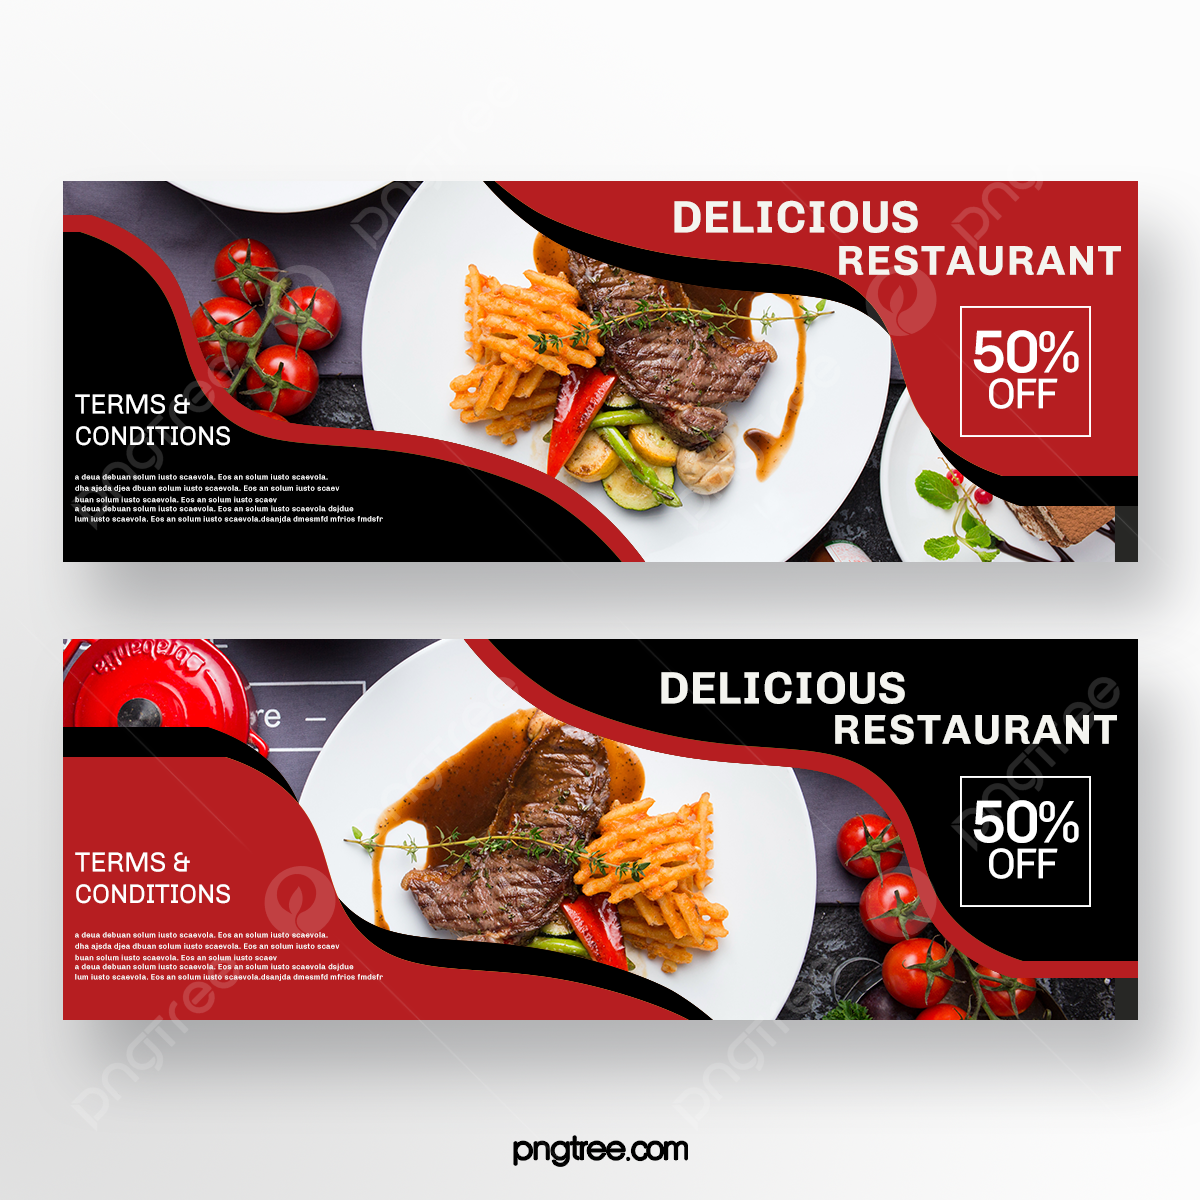 DELICIOUS
RESTAURANT
50%
OFF
TERMS &
CONDITIONS
a deua debuan solum iusto scaevola. Eos an solum iusto scaevola.
dha ajsda djea dbuan solum iusto scaevola. Eos an solum iusto scaev
buan solum iusto scaevola. Eos an solum iusto scaev
a deua debuan solum iusto scaevola. Eos an solum iusto scaevola dsjdue
lum iusto scaevola. Eos an solum iusto scaevola.dsanjda dmesmfd mfrios fmdsfr
DELICIOUS
RESTAURANT
50%
OFF
TERMS &
CONDITIONS
a deua debuan solum iusto scaevola. Eos an solum iusto scaevola.
dha ajsda djea dbuan solum iusto scaevola. Eos an solum iusto scaev
buan solum iusto scaevola. Eos an solum iusto scaev
a deua debuan solum iusto scaevola. Eos an solum iusto scaevola dsjdue
lum iusto scaevola. Eos an solum iusto scaevola.dsanjda dmesmfd mfrios fmdsfr
pngtree.com